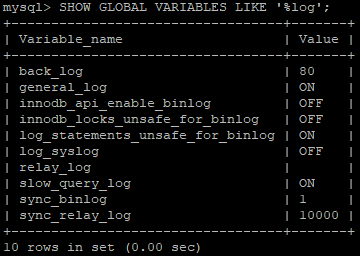 mysql> SHOW GLOBAL VARIABLES LIKE '%log';
+--------------------------------+-------+
| Variable_name                  | Value |
+--------------------------------+-------+
| back_log                       | 80    |
| general_log                    | ON    |
| innodb_api_enable_binlog       | OFF   |
| innodb_locks_unsafe_for_binlog | OFF   |
| log_statements_unsafe_for_binlog | ON    |
| log_syslog                     | OFF   |
| relay_log                      |       |
| slow_query_log                 | ON    |
| sync_binlog                    | 1     |
| sync_relay_log                 | 10000 |
+--------------------------------+-------+
10 rows in set (0.00 sec)